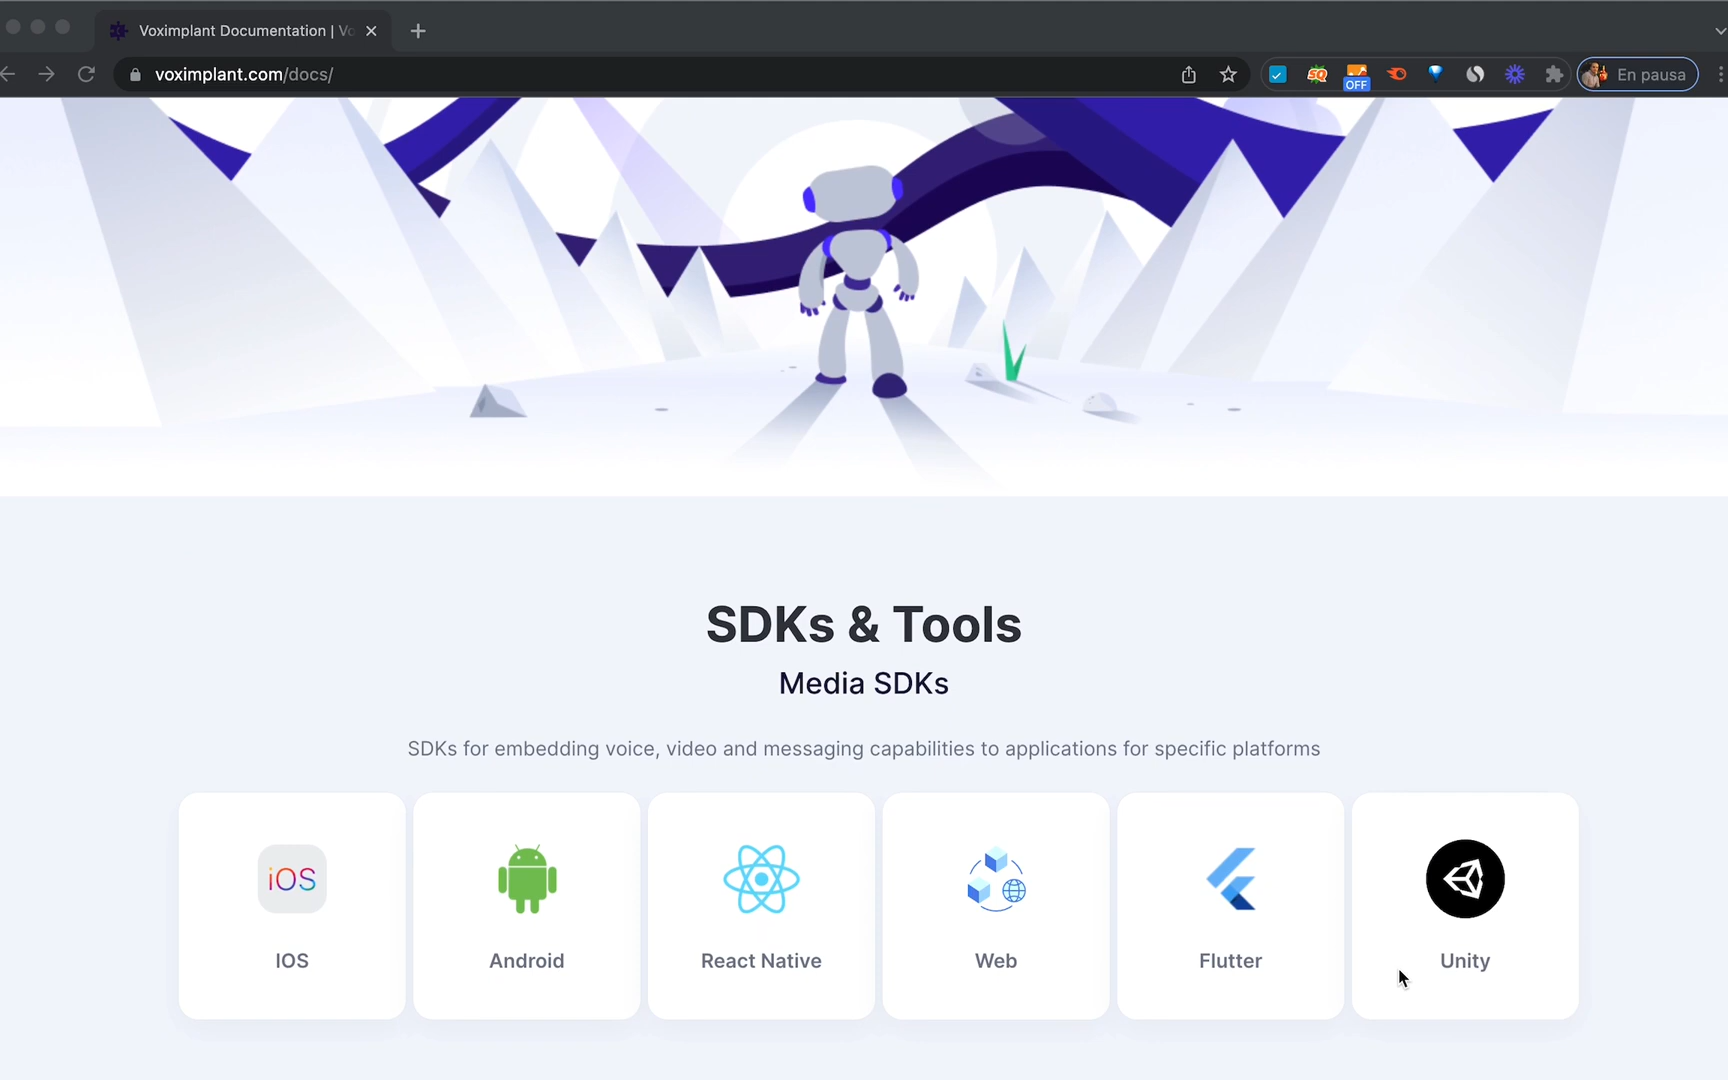 Voximplant Documentation | Vo
voximplant.com/docs/
OFF
En pausa
SDKs & Tools
Media SDKs
SDKs for embedding voice, video and messaging capabilities to applications for specific platforms
iOS
IOS
Android
React Native
Web
Flutter
Unity